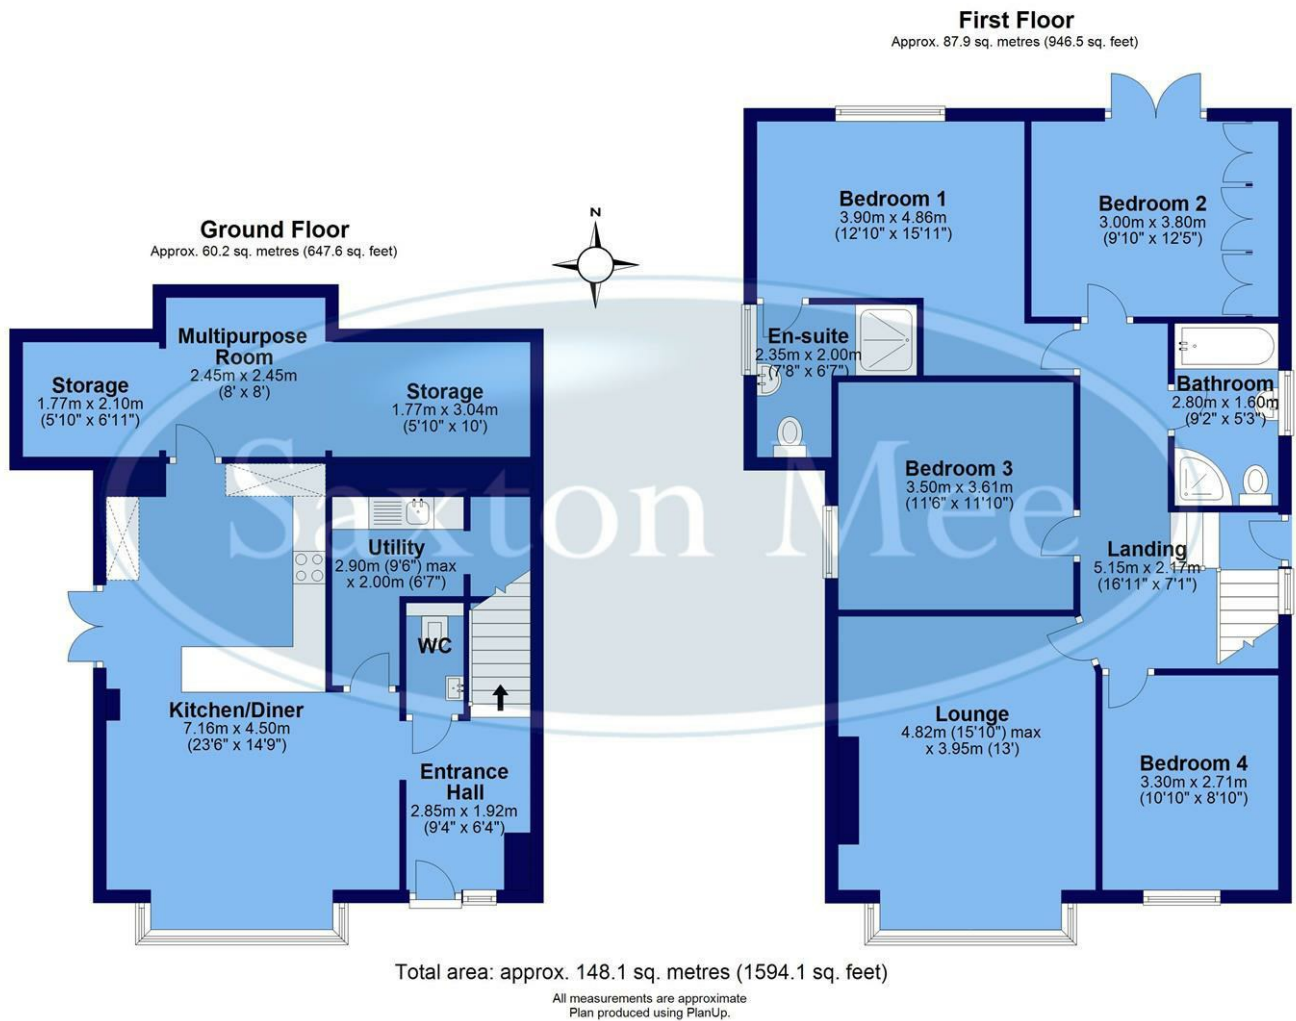 First Floor
Approx. 87.9 sq. metres (946.5 sq. feet)
Ground Floor
Approx. 60.2 sq. metres (647.6 sq. feet)
N
Multipurpose
Room
2.45m x 2.45m
(8' x 8')
Storage
1.77m x 2.10m
(5'10" x 6'11")
Storage
1.77m x 3.04m
(5'10" x 10')
Utility
2.90m (9'6") max
x 2.00m (6'7")
WC
Kitchen/Diner
7.16m x 4.50m
(23'6" x 14'9")
Entrance
Hall
2.85m x 1.92m
(9'4" x 6'4")
Bedroom 1
3.90m x 4.86m
(12'10" x 15'11")
Bedroom 2
3.00m x 3.80m
(9'10" x 12'5")
En-suite
2.35m x 2.00m
(7'8" x 6'7")
Bathroom
2.80m x 1.60m
(9'2" x 5'3")
Bedroom 3
3.50m x 3.61m
(11'6" x 11'10")
Landing
5.15m x 2.17m
(16'11" x 7'1")
Lounge
4.82m (15'10") max
x 3.95m (13')
Bedroom 4
3.30m x 2.71m
(10'10" x 8'10")
Saxton Mee
Total area: approx. 148.1 sq. metres (1594.1 sq. feet)
All measurements are approximate
Plan produced using PlanUp.